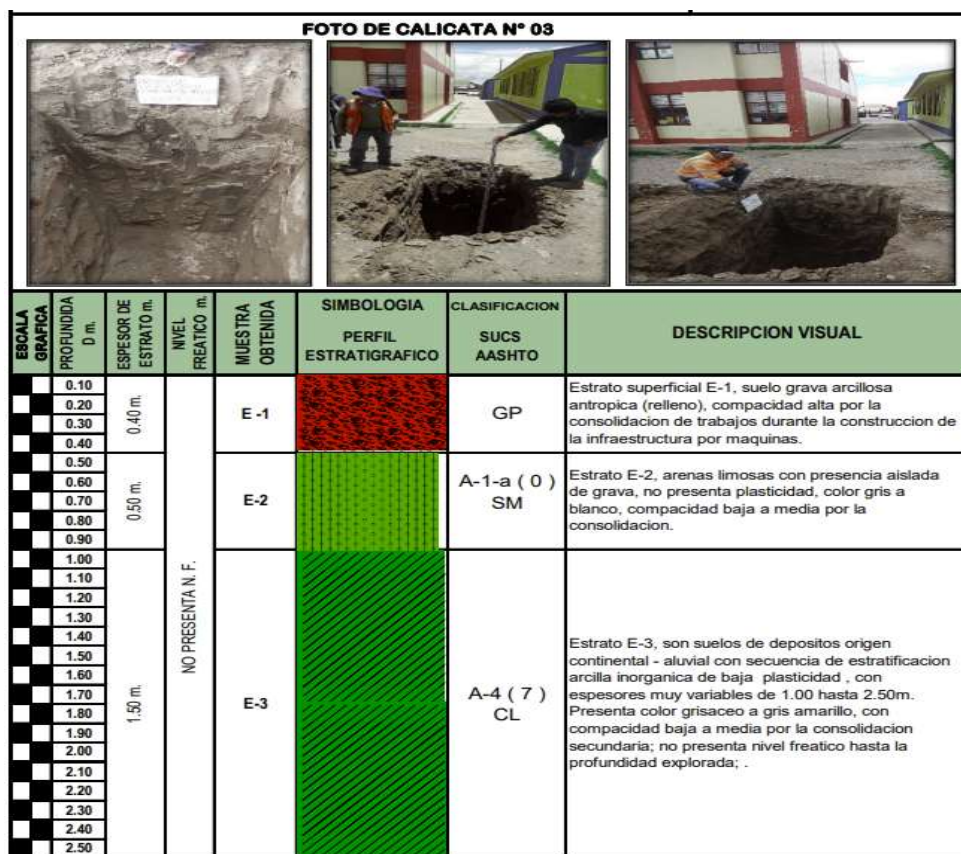 FOTO DE CALICATA N° 03
ESCALA
GRAFICA
PROFUNDIDA
D m.
ESPESOR DE
ESTRATO m.
NIVEL
FREATICO m.
MUESTRA
OBTENIDA
SIMBOLOGIA
PERFIL
ESTRATIGRAFICO
CLASIFICACION
SUCS
AASHTO
DESCRIPCION VISUAL
0.10
0.20
0.30
0.40
0.40 m.
E -1
GP
Estrato superficial E-1, suelo grava arcillosa
antropica (relleno), compacidad alta por la
consolidacion de trabajos durante la construccion de
la infraestructura por maquinas.
0.50
0.60
0.70
0.80
0.90
0.50 m.
E-2
A-1-a ( 0 )
SM
Estrato E-2, arenas limosas con presencia aislada
de grava, no presenta plasticidad, color gris a
blanco, compacidad baja a media por la
consolidacion.
1.00
1.10
1.20
1.30
1.40
1.50
1.60
1.70
1.80
1.90
2.00
2.10
2.20
2.30
2.40
2.50
1.50 m.
NO PRESENTA N. F.
E-3
A-4 ( 7 )
CL
Estrato E-3, son suelos de depositos origen
continental - aluvial con secuencia de estratificacion
arcilla inorganica de baja plasticidad , con
espesores muy variables de 1.00 hasta 2.50m.
Presenta color grisaceo a gris amarillo, con
compacidad baja a media por la consolidacion
secundaria; no presenta nivel freatico hasta la
profundidad explorada; .